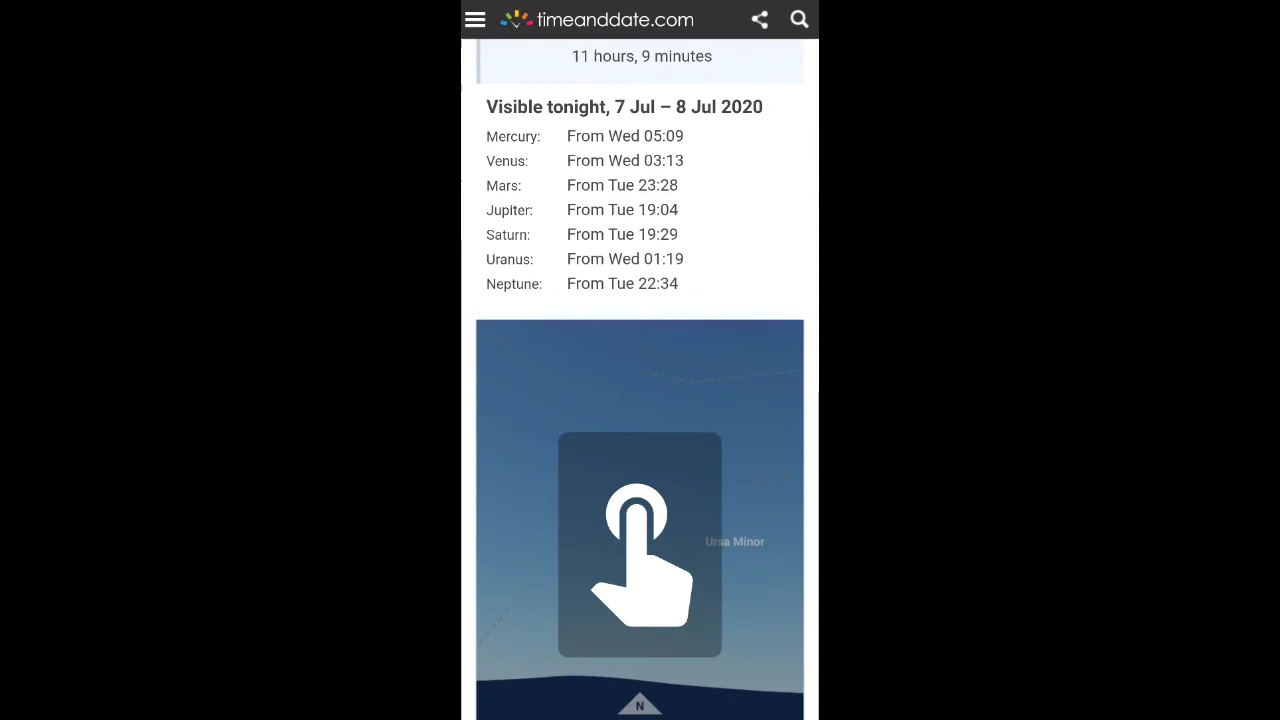 timeanddate.com
11 hours, 9 minutes
Visible tonight, 7 Jul – 8 Jul 2020
Mercury: From Wed 05:09
Venus: From Wed 03:13
Mars: From Tue 23:28
Jupiter: From Tue 19:04
Saturn: From Tue 19:29
Uranus: From Wed 01:19
Neptune: From Tue 22:34
Ursa Minor
N